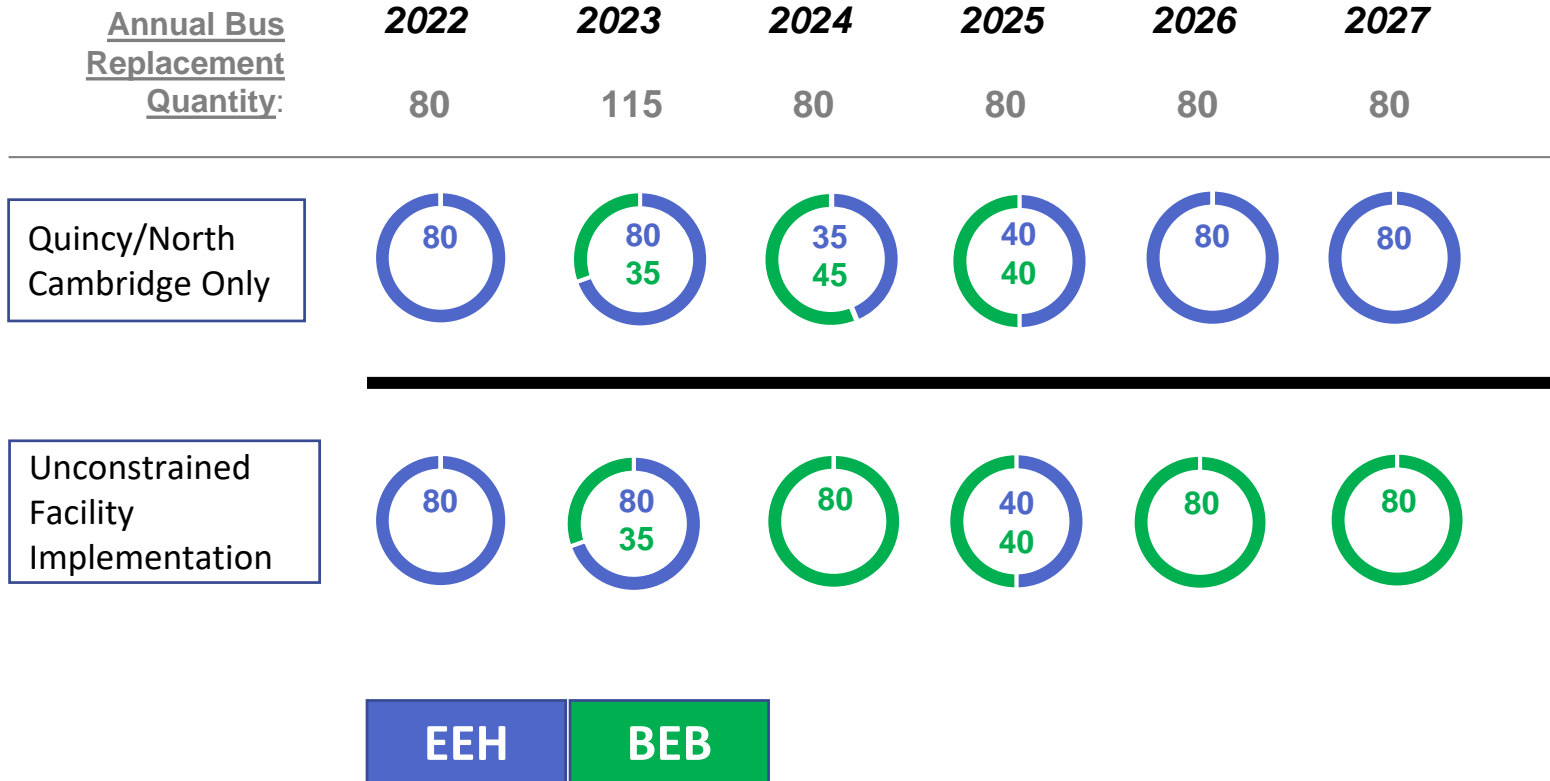 Annual Bus
Replacement
Quantity:
2022 2023 2024 2025 2026 2027
80 115 80 80 80 80
Quincy/North
Cambridge Only
80 80 35 40 80 80
35 45 40
Unconstrained
Facility
Implementation
80 80 80 40 80 80
35 40
EEH BEB